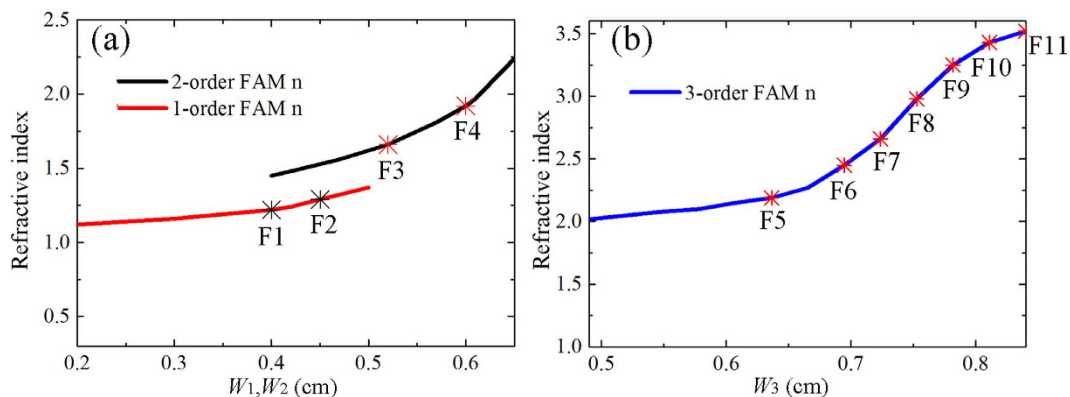 (a)
2-order FAM n
1-order FAM n
F1
F2
F3
F4
2.5
2.0
1.5
1.0
0.5
0.2
0.3
0.4
0.5
0.6
Refractive index
W1,W2 (cm)
(b)
3-order FAM n
F5
F6
F7
F8
F9
F10
F11
3.5
3.0
2.5
2.0
1.5
1.0
0.5
0.6
0.7
0.8
Refractive index
W3 (cm)